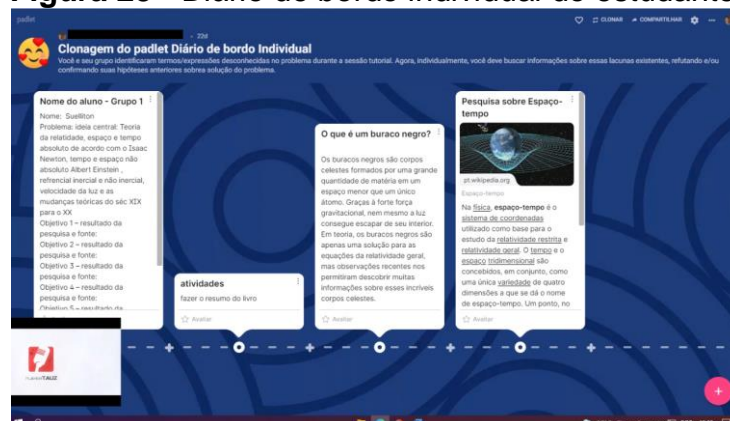 Diário de bordo individual do estudante
padlet
22d
CLONAR
COMPARTILHAR
Clonagem do padlet Diário de bordo Individual
Você e seu grupo identificaram termos/expressões desconhecidas no problema durante a sessão tutorial. Agora, individualmente, você deve buscar informações sobre essas lacunas existentes, refutando e/ou
confirmando suas hipóteses anteriores sobrea solução do problema.
Nome do aluno - Grupo 1
Nome: Suelliton
Problema: ideia central: Teoria
da relatidade, espaço e tempo
absoluto de acordo com o Isaac
Newton, tempo e espaço não
absoluto Albert Einstein ,
refrencial inercial e não inercial,
velocidade da luz e as
mudanças teóricas do séc XIX
para o XX
Objetivo 1 – resultado da
pesquisa e fonte:
Objetivo 2 – resultado da
pesquisa e fonte:
Objetivo 3 – resultado da
pesquisa e fonte:
Objetivo 4 – resultado da
pesquisa e fonte:
Objetivo 5 – resultado da
atividades
fazer o resumo do livro
Avaliar
O que é um buraco negro?
Os buracos negros são corpos
celestes formados por uma grande
quantidade de matéria em um
espaço menor que um único
átomo. Graças à forte força
gravitacional, nem mesmo a luz
consegue escapar de seu interior.
Em teoria, os buracos negros são
apenas uma solução para as
equações da relatividade geral,
mas observações recentes nos
permitiram descobrir muitas
informações sobre esses incríveis
corpos celestes.
Avaliar
Pesquisa sobre Espaço-
tempo
pt.wikipedia.org
Espaço-tempo
Na física, espaço-tempo é o
sistema de coordenadas
utilizado como base para o
estudo da relatividade restrita e
relatividade geral. O tempo e o
espaço tridimensional são
concebidos, em conjunto, como
uma única variedade de quatro
dimensões a que se dá o nome
de espaço-tempo. Um ponto, no
Avaliar